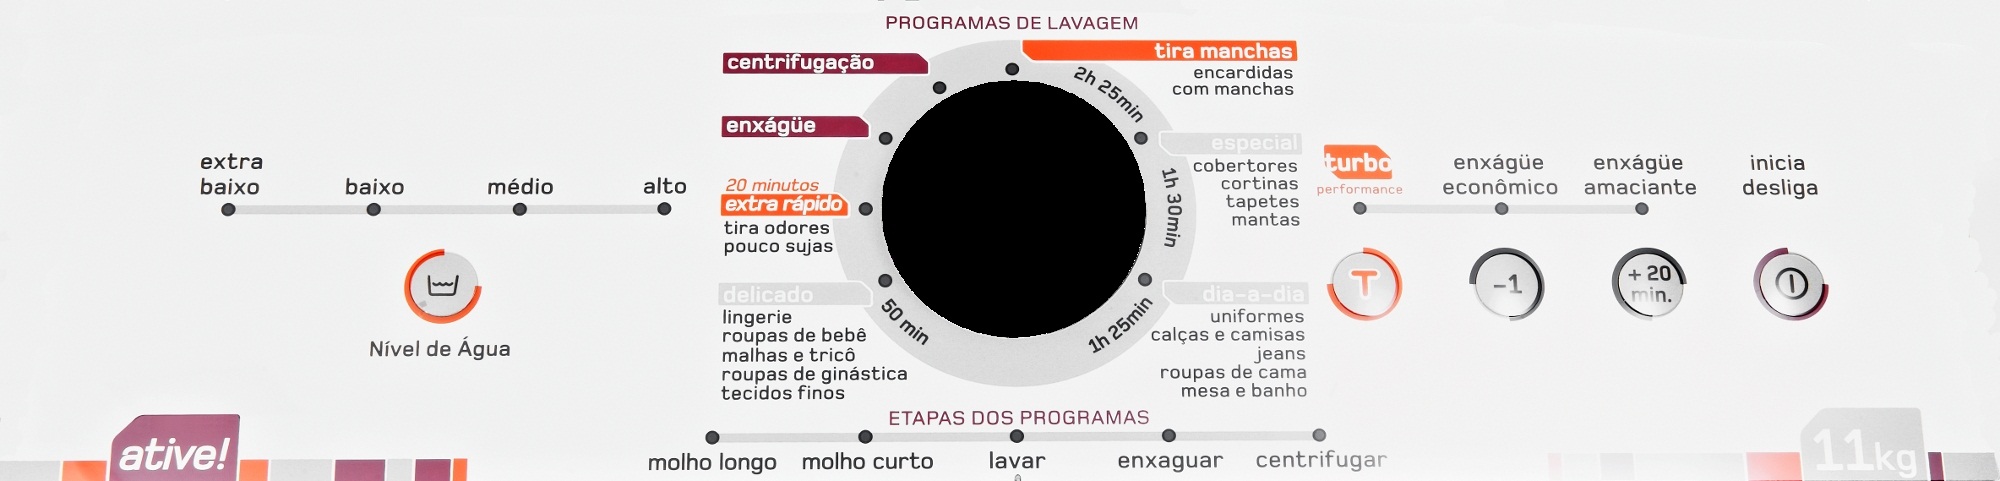 PROGRAMAS DE LAVAGEM
centrifugação
enxágüe
20 minutos
extra rápido
tira odores
pouco sujas
delicado
lingerie
roupas de bebê
malhas e tricô
roupas de ginástica
tecidos finos
tira manchas
encardidas
com manchas
2h 25min
especial
cobertores
cortinas
tapetes
mantas
1h 30min
dia-a-dia
uniformes
calças e camisas
jeans
roupas de cama
mesa e banho
1h 25min
50 min
extra
baixo
baixo
médio
alto
Nível de Água
turbo
performance
enxágüe
econômico
enxágüe
amaciante
inicia
desliga
T
-1
+ 20
min.
ETAPAS DOS PROGRAMAS
molho longo
molho curto
lavar
enxaguar
centrifugar
ative!
11kg